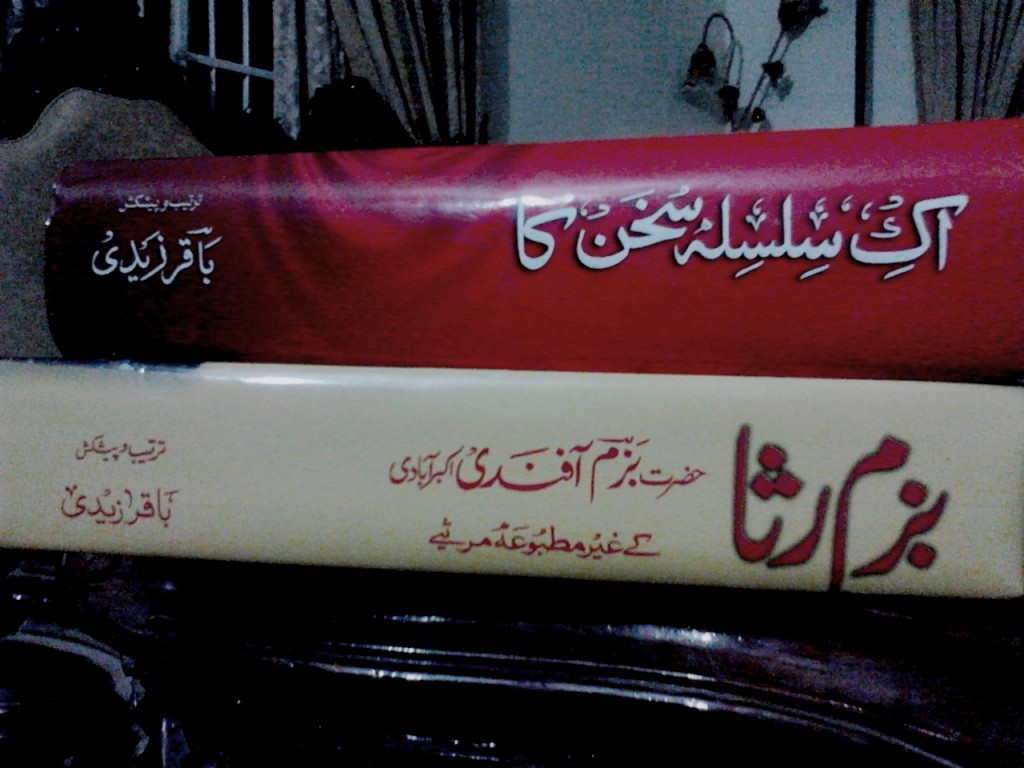 اک سلسلہ سخن کا
ترتیب و پیشکش
باقر زیدی
بزم رثا
حضرت بزم آفندی اکبرآبادی
کے غیر مطبوعہ مرثیے
ترتیب و پیشکش
باقر زیدی